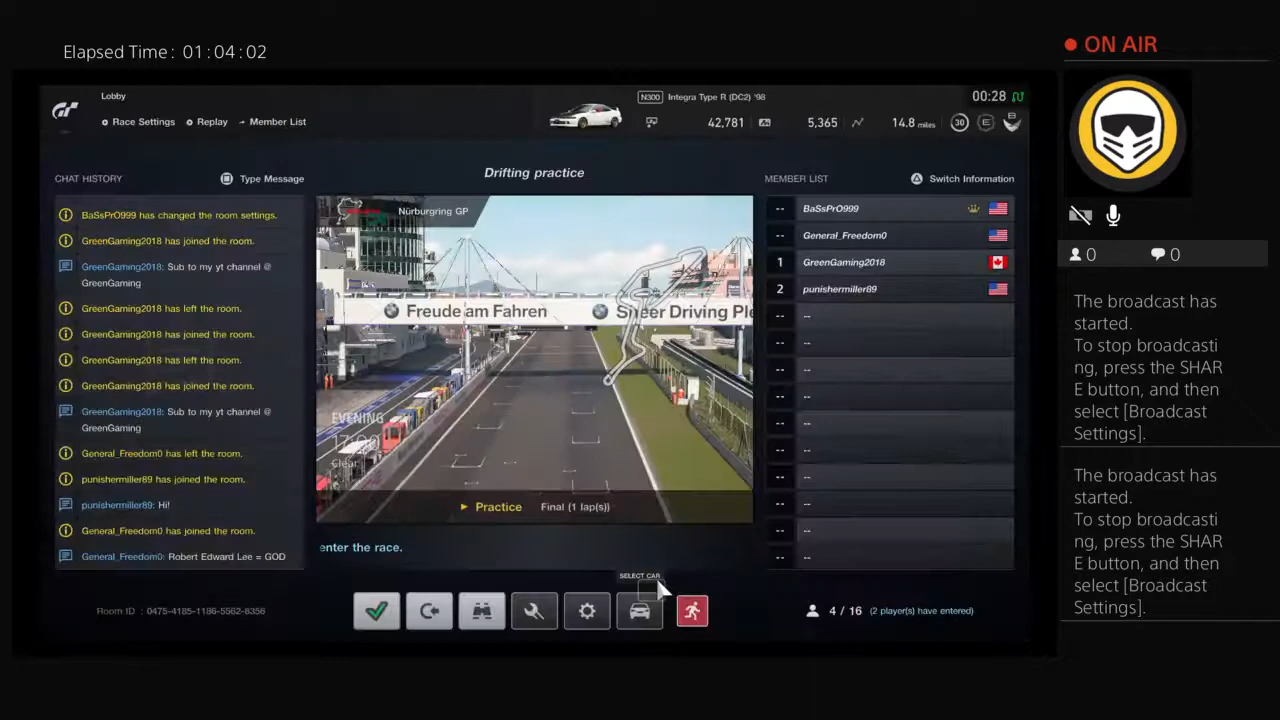 Elapsed Time: 01:04:02
ON AIR
Lobby
Race Settings Replay Member List
N300 Integra Type R (DC2) '98
42,781 5,365 14.8 miles 30 E B
00:28
CHAT HISTORY Type Message
Drifting practice
MEMBER LIST Switch Information
BaSsPrO999 has changed the room settings.
GreenGaming2018 has joined the room.
GreenGaming2018: Sub to my yt channel @
GreenGaming
GreenGaming2018 has left the room.
GreenGaming2018 has joined the room.
GreenGaming2018 has left the room.
GreenGaming2018 has joined the room.
GreenGaming2018: Sub to my yt channel @
GreenGaming
General_Freedom0 has left the room.
punishermiller89 has joined the room.
punishermiller89: Hi!
General_Freedom0 has joined the room.
General_Freedom0: Robert Edward Lee = GOD
Nürburgring GP
Freude am Fahren
Sheer Driving Ple
EVENING
17:00
Clear
Practice Final (1 lap(s))
enter the race.
SELECT CAR
-- BaSsPrO999
-- General_Freedom0
1 GreenGaming2018
2 punishermiller89
-- --
-- --
-- --
-- --
-- --
-- --
-- --
-- --
-- --
-- --
Room ID : 0475-4185-1186-5562-8356
4 / 16 (2 player(s) have entered)
0 0
The broadcast has
started.
To stop broadcasti
ng, press the SHAR
E button, and then
select [Broadcast
Settings].
The broadcast has
started.
To stop broadcasti
ng, press the SHAR
E button, and then
select [Broadcast
Settings].